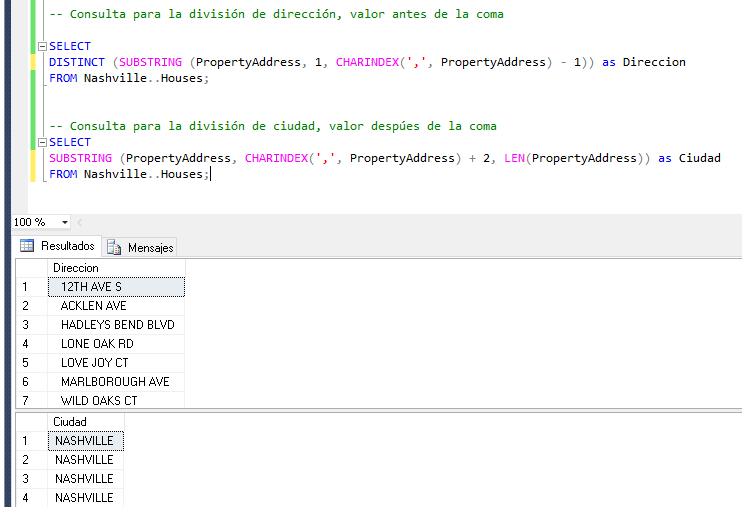 -- Consulta para la división de dirección, valor antes de la coma
SELECT
DISTINCT (SUBSTRING (PropertyAddress, 1, CHARINDEX(',', PropertyAddress) - 1)) as Direccion
FROM Nashville..Houses;
-- Consulta para la división de ciudad, valor despúes de la coma
SELECT
SUBSTRING (PropertyAddress, CHARINDEX(',', PropertyAddress) + 2, LEN(PropertyAddress)) as Ciudad
FROM Nashville..Houses;
100 %
Resultados Mensajes
Direccion
1 12TH AVE S
2 ACKLEN AVE
3 HADLEYS BEND BLVD
4 LONE OAK RD
5 LOVE JOY CT
6 MARLBOROUGH AVE
7 WILD OAKS CT
Ciudad
1 NASHVILLE
2 NASHVILLE
3 NASHVILLE
4 NASHVILLE